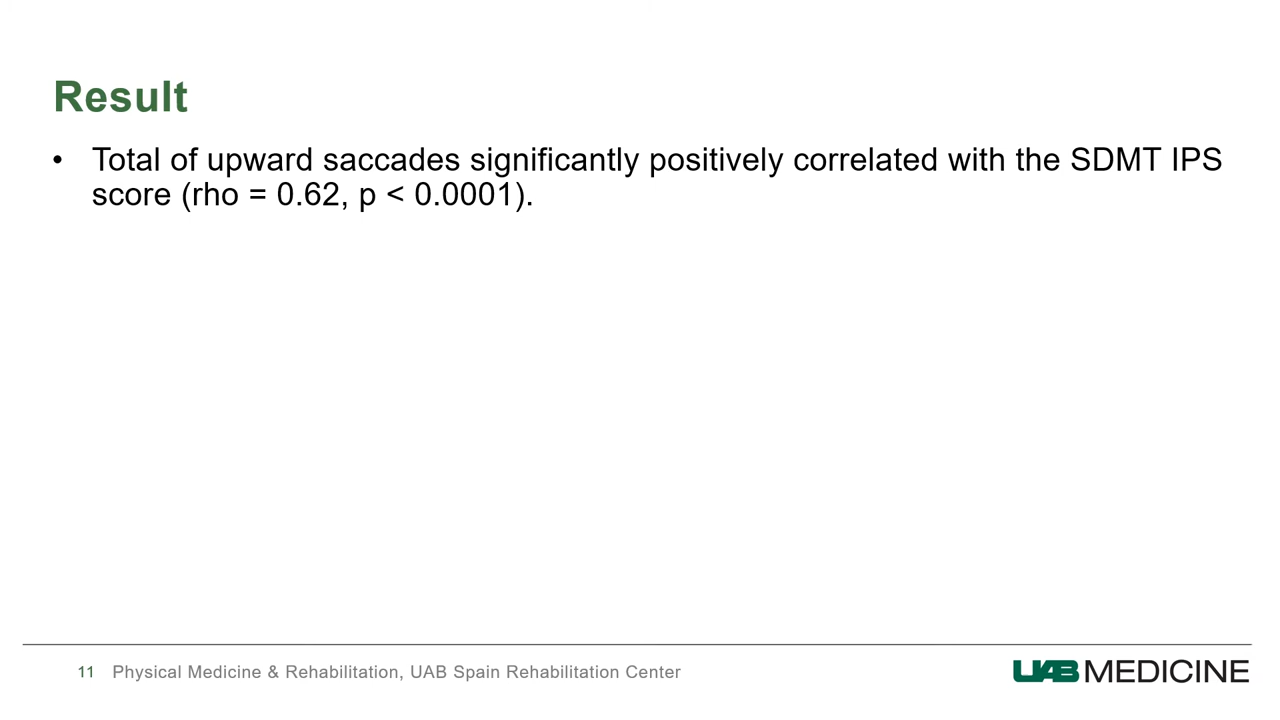 Result
• Total of upward saccades significantly positively correlated with the SDMT IPS
score (rho = 0.62, p < 0.0001).
11 Physical Medicine & Rehabilitation, UAB Spain Rehabilitation Center
UAB MEDICINE